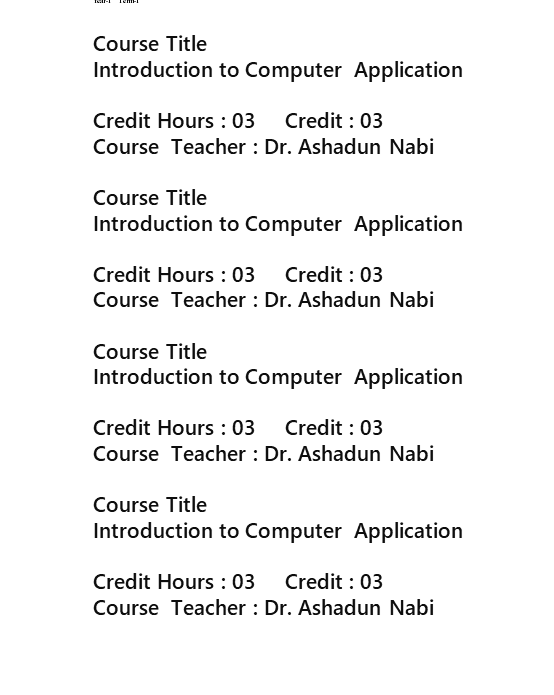 Course Title
Introduction to Computer Application
Credit Hours : 03 Credit : 03
Course Teacher : Dr. Ashadun Nabi
Course Title
Introduction to Computer Application
Credit Hours : 03 Credit : 03
Course Teacher : Dr. Ashadun Nabi
Course Title
Introduction to Computer Application
Credit Hours : 03 Credit : 03
Course Teacher : Dr. Ashadun Nabi
Course Title
Introduction to Computer Application
Credit Hours : 03 Credit : 03
Course Teacher : Dr. Ashadun Nabi